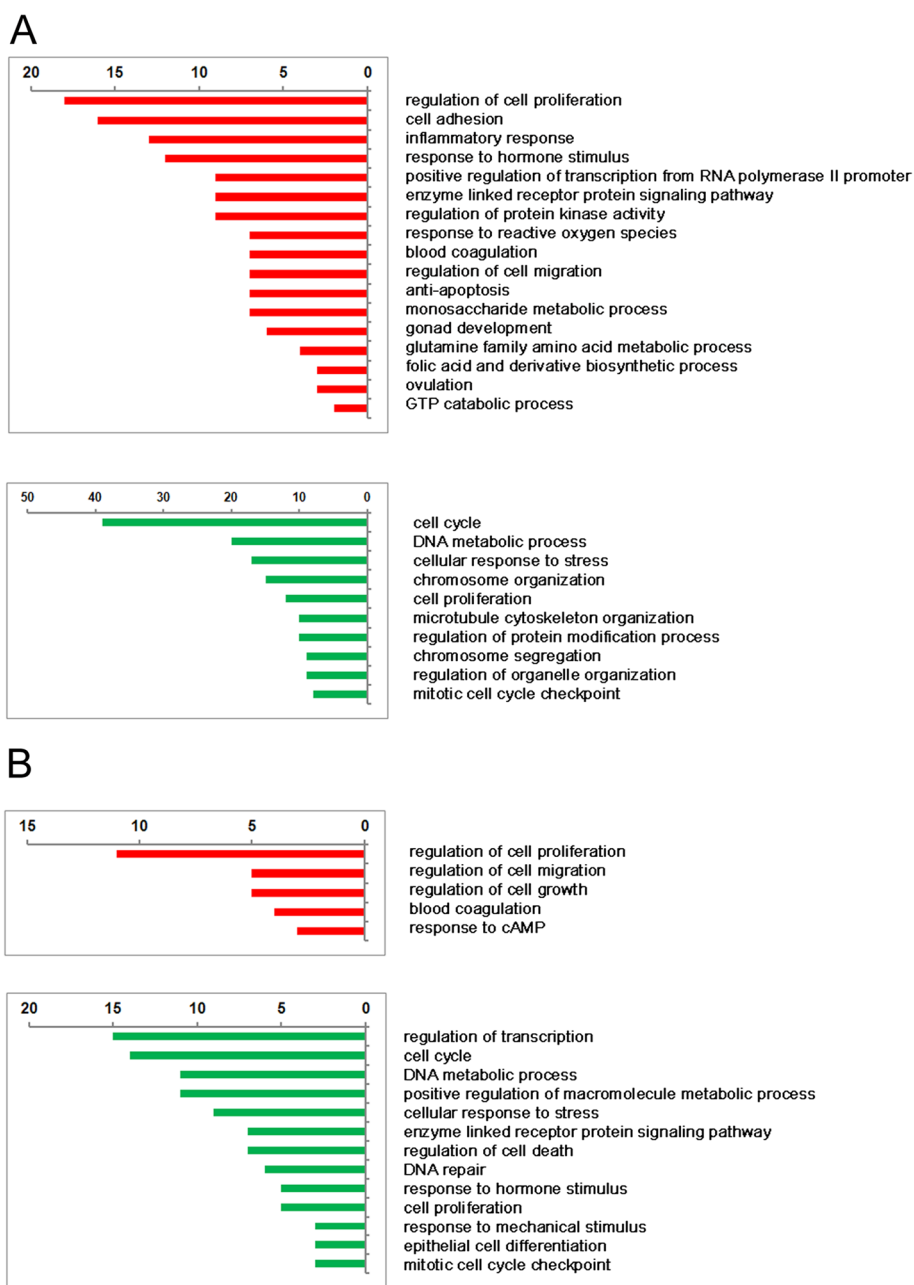 A
20 15 10 5 0
regulation of cell proliferation
cell adhesion
inflammatory response
response to hormone stimulus
positive regulation of transcription from RNA polymerase II promoter
enzyme linked receptor protein signaling pathway
regulation of protein kinase activity
response to reactive oxygen species
blood coagulation
regulation of cell migration
anti-apoptosis
monosaccharide metabolic process
gonad development
glutamine family amino acid metabolic process
folic acid and derivative biosynthetic process
ovulation
GTP catabolic process
50 40 30 20 10 0
cell cycle
DNA metabolic process
cellular response to stress
chromosome organization
cell proliferation
microtubule cytoskeleton organization
regulation of protein modification process
chromosome segregation
regulation of organelle organization
mitotic cell cycle checkpoint
B
15 10 5 0
regulation of cell proliferation
regulation of cell migration
regulation of cell growth
blood coagulation
response to cAMP
20 15 10 5 0
regulation of transcription
cell cycle
DNA metabolic process
positive regulation of macromolecule metabolic process
cellular response to stress
enzyme linked receptor protein signaling pathway
regulation of cell death
DNA repair
response to hormone stimulus
cell proliferation
response to mechanical stimulus
epithelial cell differentiation
mitotic cell cycle checkpoint